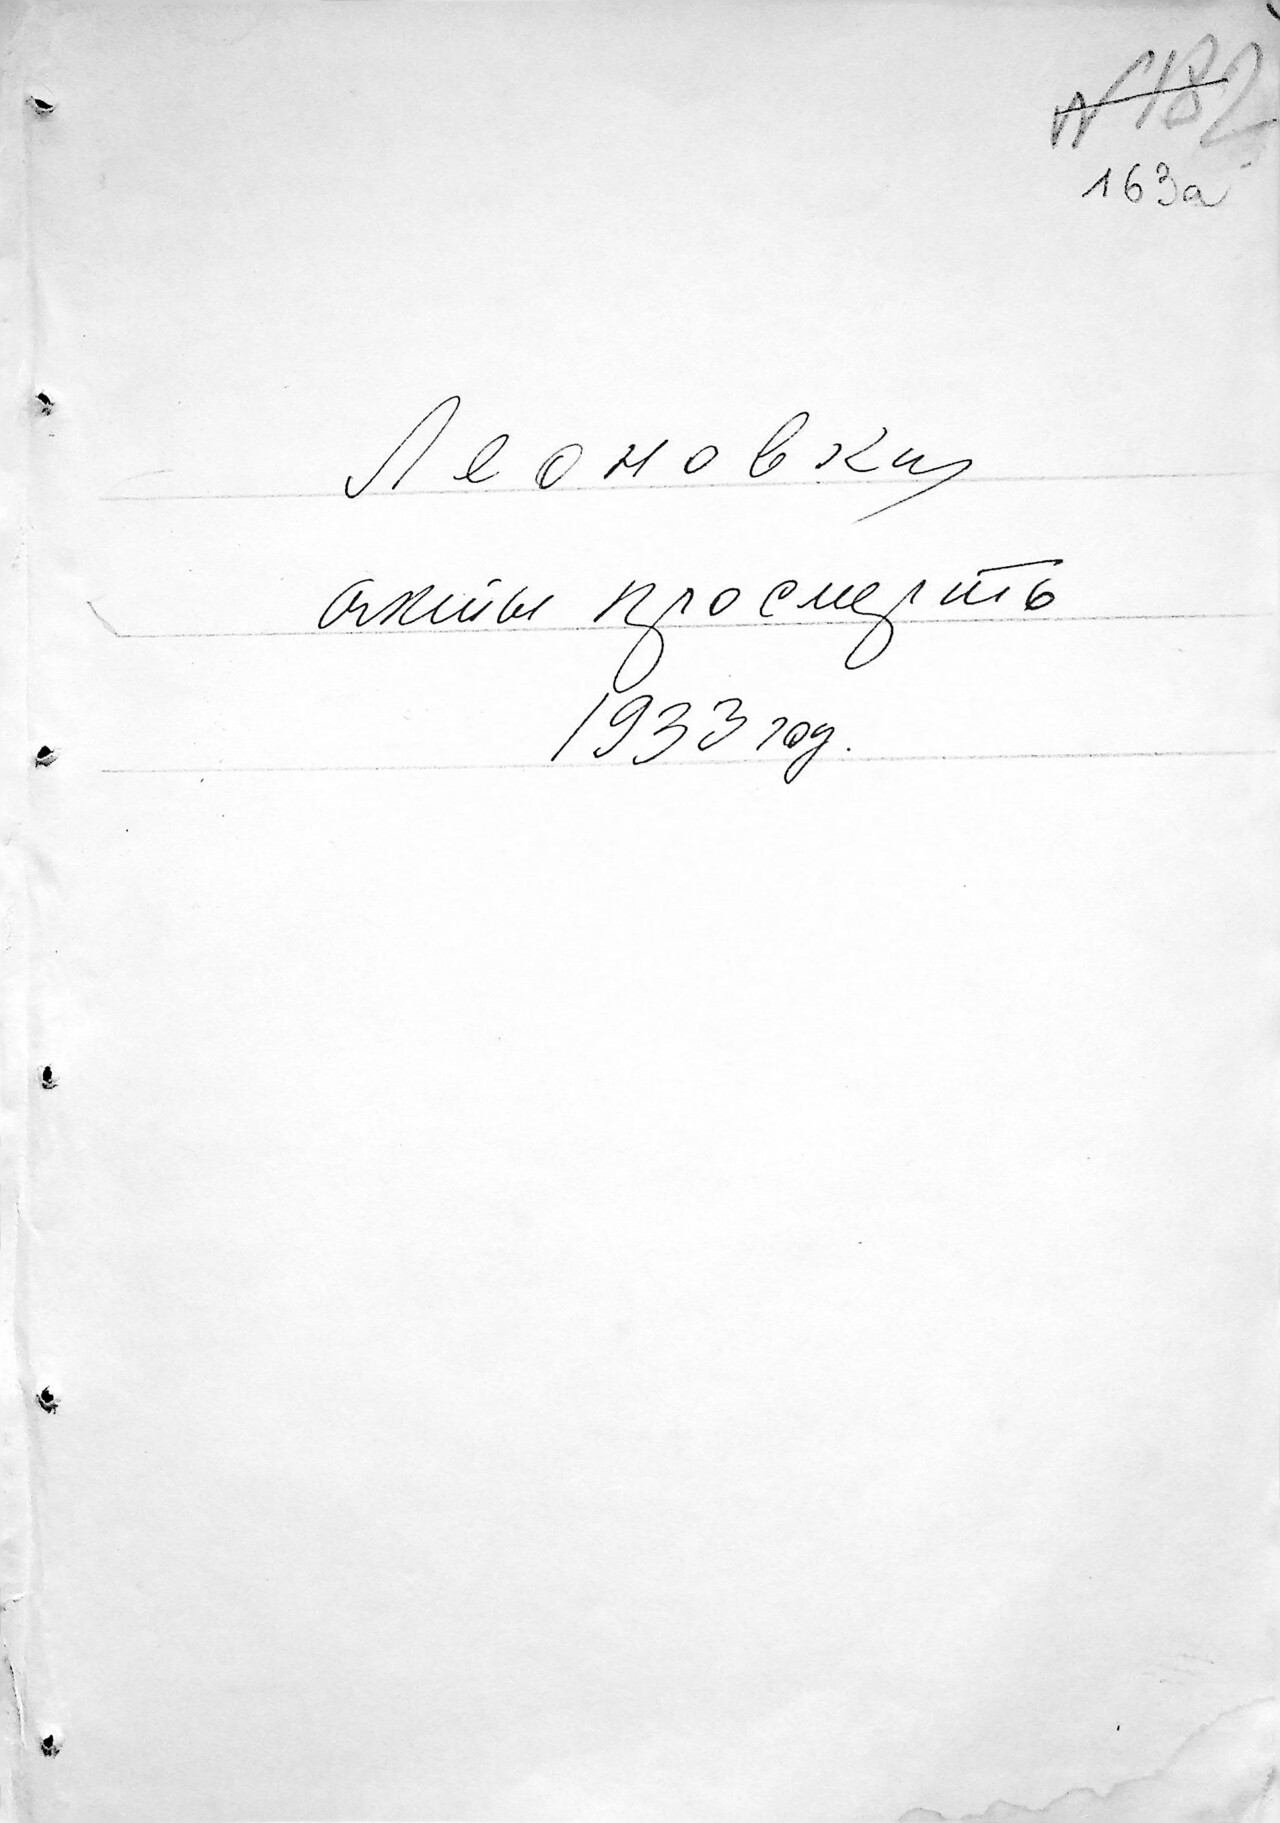 №182
163а
Леоновка
акты про смерть
1933 год.